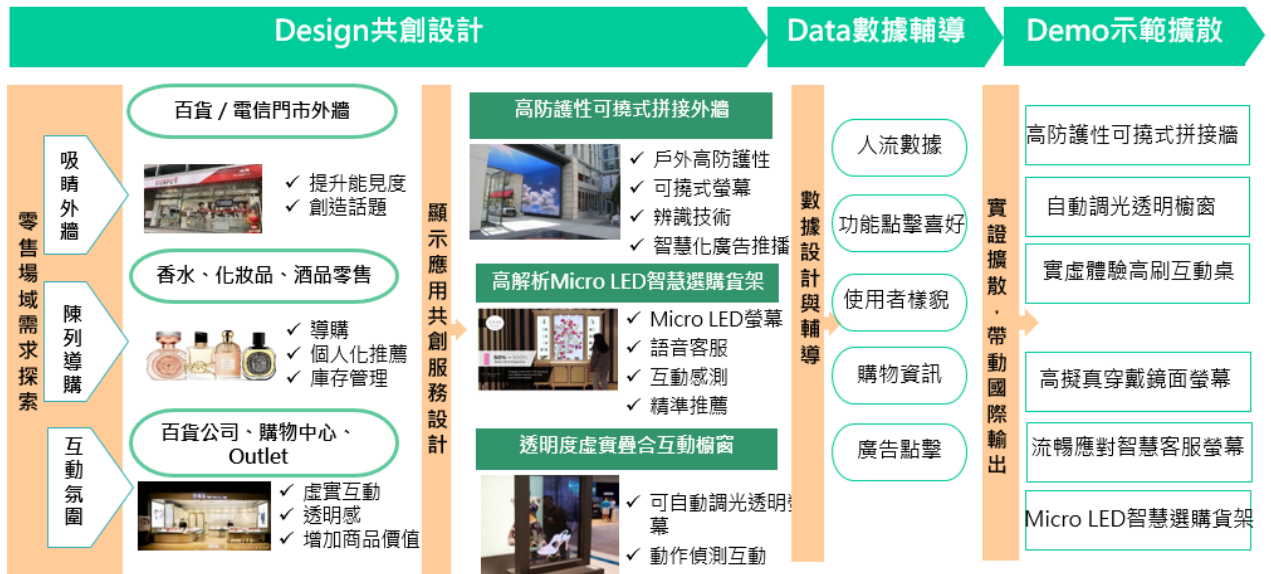 Design共創設計
Data數據輔導
Demo示範擴散
零售場域需求探索
吸晴外牆
百貨 / 電信門市外牆
✓ 提升能見度
✓ 創造話題
陳列導購
香水、化妝品、酒品零售
✓ 導購
✓ 個人化推薦
✓ 庫存管理
互動氛圍
百貨公司、購物中心、
Outlet
✓ 虛實互動
✓ 透明感
✓ 增加商品價值
顯示應用共創服務設計
高防護性可撓式拼接外牆
✓ 戶外高防護性
✓ 可撓式螢幕
✓ 辨識技術
✓ 智慧化廣告推播
高解析Micro LED智慧選購貨架
✓ Micro LED螢幕
✓ 語音客服
✓ 互動感測
✓ 精準推薦
透明度虛實疊合互動櫥窗
✓ 可自動調光透明螢
幕
✓ 動作偵測互動
數據設計與輔導
人流數據
功能點擊喜好
使用者樣貌
購物資訊
廣告點擊
實證擴散，帶動國際輸出
高防護性可撓式拼接牆
自動調光透明櫥窗
實虛體驗高刷互動桌
高擬真穿戴鏡面螢幕
流暢應對智慧客服螢幕
Micro LED智慧選購貨架